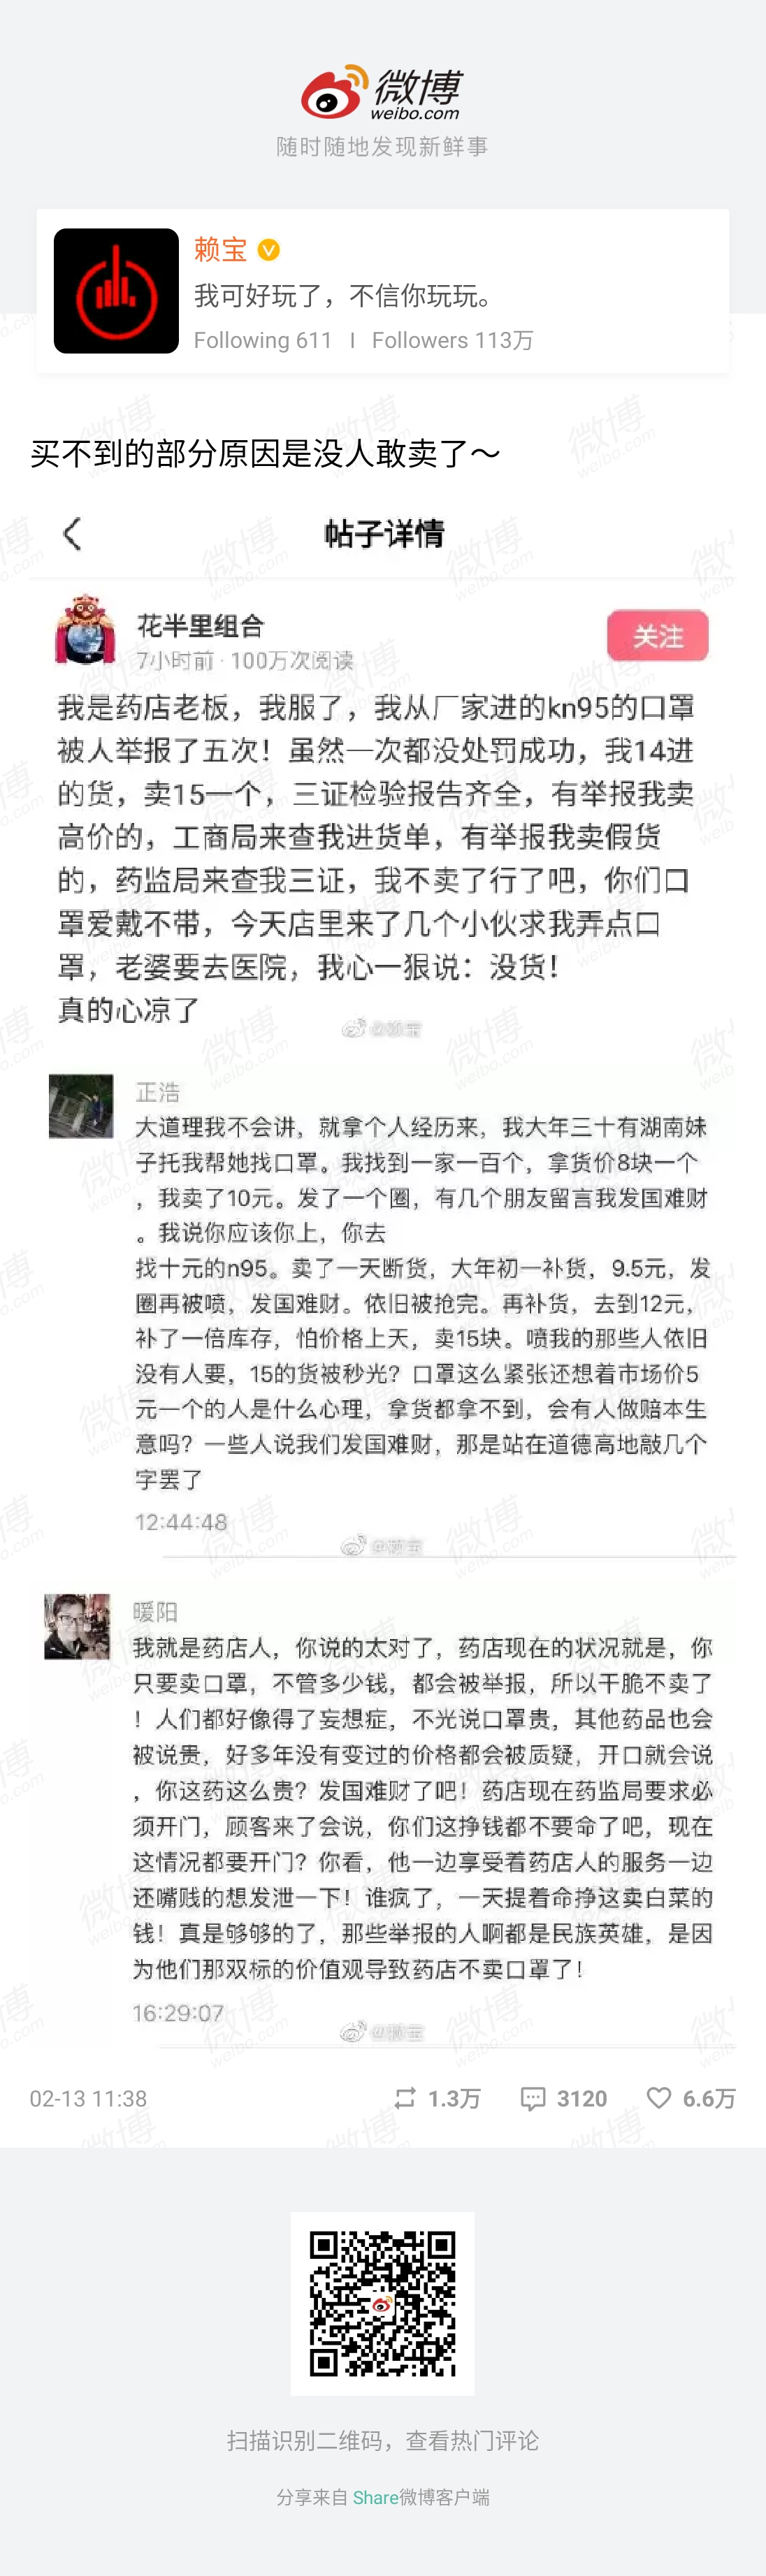 微博
weibo.com
随时随地发现新鲜事
赖宝
我可好玩了，不信你玩玩。
Following 611 | Followers 113万
买不到的部分原因是没人敢卖了～
帖子详情
花半里组合
关注
7小时前 · 100万次阅读
我是药店老板，我服了，我从厂家进的kn95的口罩
被人举报了五次！虽然一次都没处罚成功，我14进
的货，卖15一个，三证检验报告齐全，有举报我卖
高价的，工商局来查我进货单，有举报我卖假货
的，药监局来查我三证，我不卖了行了吧，你们口
罩爱戴不带，今天店里来了几个小伙求我弄点口
罩，老婆要去医院，我心一狠说：没货！
真的心凉了
@赖宝
正浩
大道理我不会讲，就拿个人经历来，我大年三十有湖南妹
子托我帮她找口罩。我找到一家一百个，拿货价8块一个
，我卖了10元。发了一个圈，有几个朋友留言我发国难财
。我说你应该你上，你去
找十元的n95。卖了一天断货，大年初一补货，9.5元，发
圈再被喷，发国难财。依旧被抢完。再补货，去到12元，
补了一倍库存，怕价格上天，卖15块。喷我的那些人依旧
没有人要，15的货被秒光？口罩这么紧张还想着市场价5
元一个的人是什么心理，拿货都拿不到，会有人做赔本生
意吗？一些人说我们发国难财，那是站在道德高地敲几个
字罢了
12:44:48
@赖宝
暖阳
我就是药店人，你说的太对了，药店现在的状况就是，你
只要卖口罩，不管多少钱，都会被举报，所以干脆不卖了
！人们都好像得了妄想症，不光说口罩贵，其他药品也会
被说贵，好多年没有变过的价格都会被质疑，开口就会说
，你这药这么贵？发国难财了吧！药店现在药监局要求必
须开门，顾客来了会说，你们这挣钱都不要命了吧，现在
这情况都要开门？你看，他一边享受着药店人的服务一边
还嘴贱的想发泄一下！谁疯了，一天提着命挣这卖白菜的
钱！真是够够的了，那些举报的人啊都是民族英雄，是因
为他们那双标的价值观导致药店不卖口罩了！
16:29:07
@赖宝
02-13 11:38 1.3万 3120 6.6万
扫描识别二维码，查看热门评论
分享来自 Share微博客户端